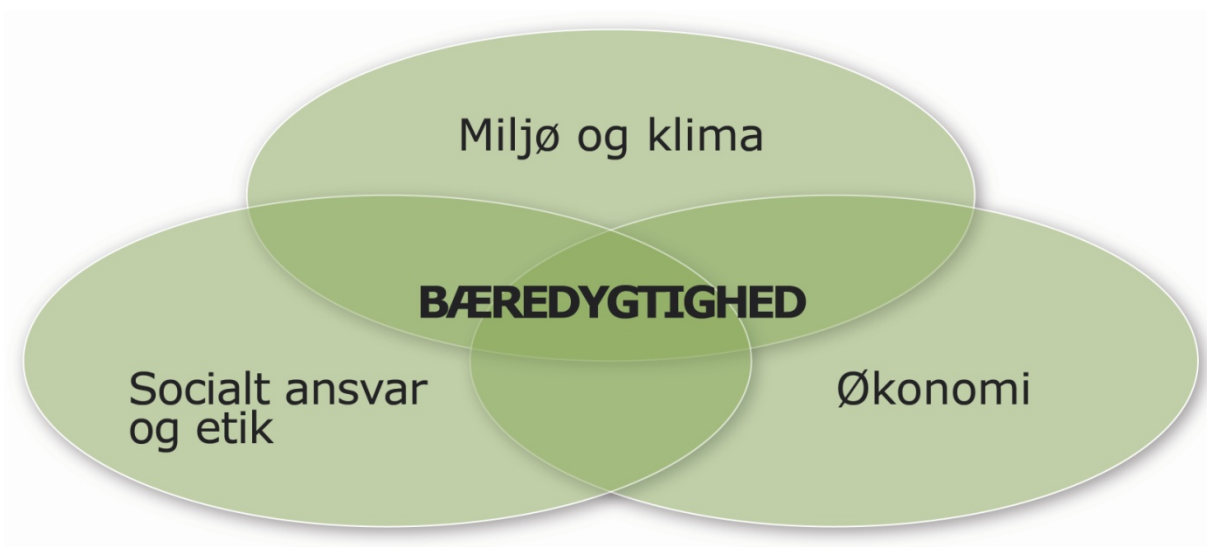 Miljø og klima
BÆREDYGTIGHED
Socialt ansvar
og etik
Økonomi